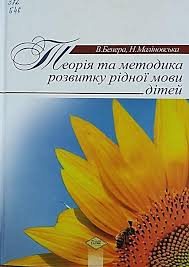 В.Бенера, Н.Маліновська
Теорія та методика
розвитку рідної мови
дітей